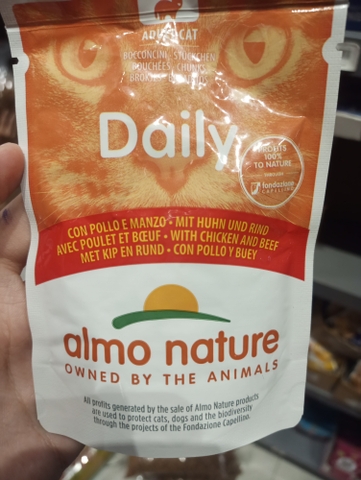 CAT
BOCCONCINI STÜCKCHEN
BOUCHÉES CHUNKS
Daily
PROFITS
100%
TO NATURE
THROUGH
fondazione
CAPELLINO
CON POLLO E MANZO • MIT HUHN UND RIND
AVEC POULET ET BŒUF • WITH CHICKEN AND BEEF
MET KIP EN RUND • CON POLLO Y BUEY
almo nature
OWNED BY THE ANIMALS
All profits generated by the sale of Almo Nature products
are used to protect cats, dogs and the biodiversity
through the projects of the Fondazione Capellino.